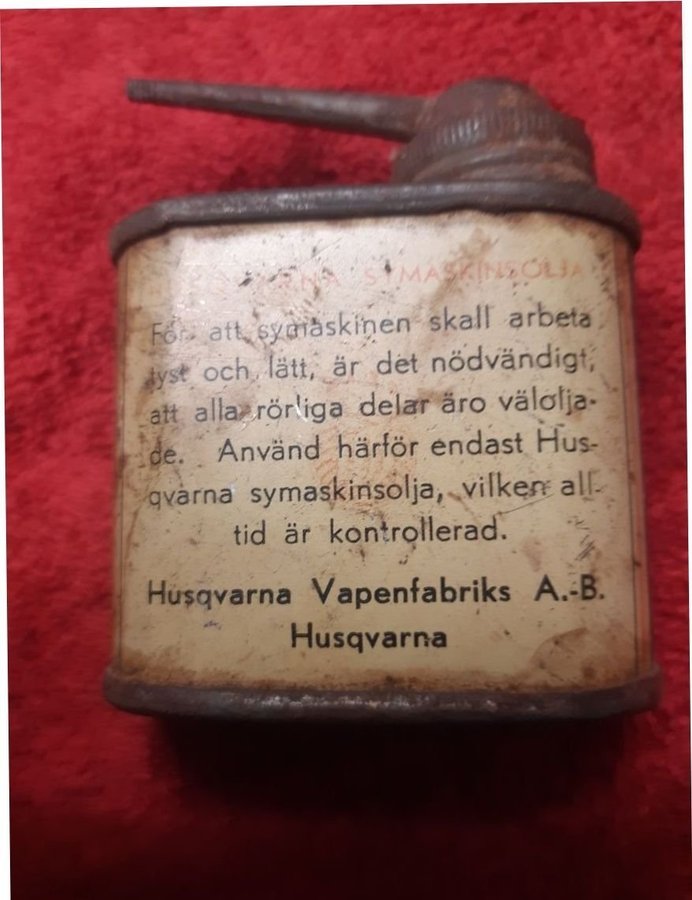 HUSQVARNA SYMASKINSOLJA
För att symaskinen skall arbeta
tyst och lätt, är det nödvändigt,
att alla rörliga delar äro välolja-
de. Använd härför endast Hus-
qvarna symaskinsolja, vilken all-
tid är kontrollerad.
Husqvarna Vapenfabriks A.-B.
Husqvarna